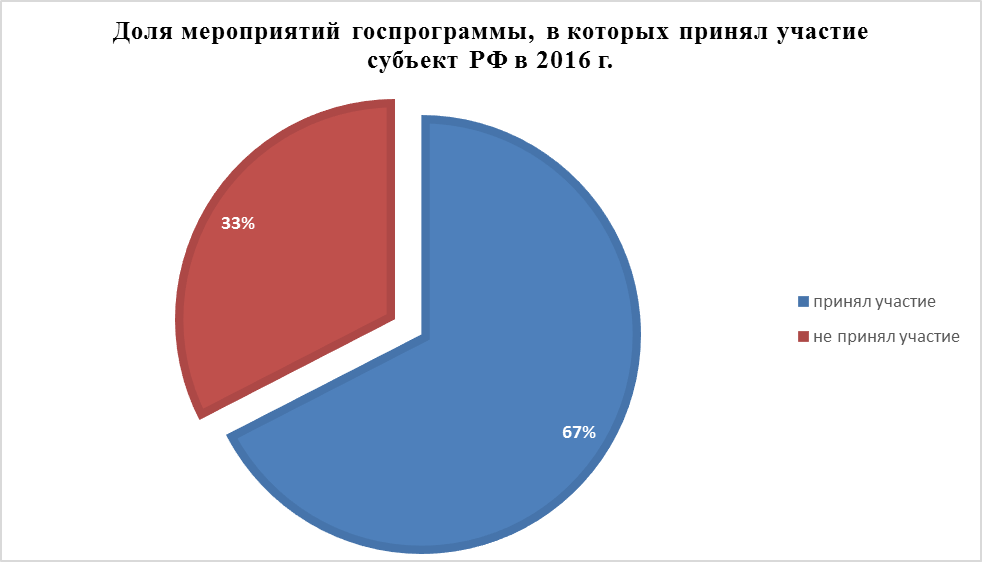 Доля мероприятий госпрограммы, в которых принял участие
субъект РФ в 2016 г.
33%
принял участие
не принял участие
67%